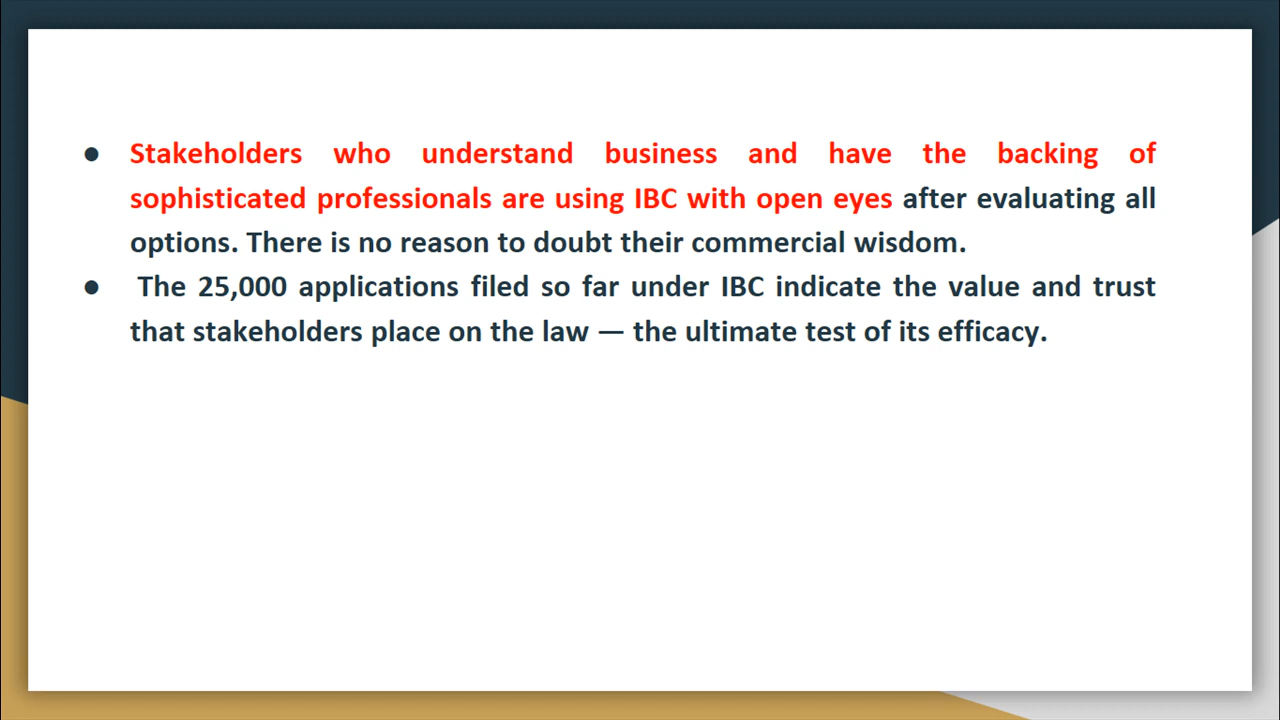 ● Stakeholders who understand business and have the backing of
sophisticated professionals are using IBC with open eyes after evaluating all
options. There is no reason to doubt their commercial wisdom.
● The 25,000 applications filed so far under IBC indicate the value and trust
that stakeholders place on the law — the ultimate test of its efficacy.